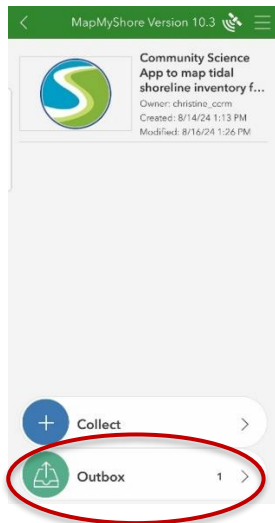 MapMyShore Version 10.3
Community Science
App to map tidal
shoreline inventory f...
Owner: christine_ccrm
Created: 8/14/24 1:13 PM
Modified: 8/16/24 1:26 PM
Collect
Outbox 1